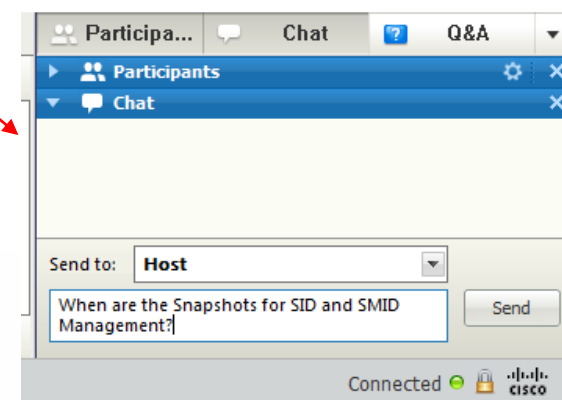 Participa... Chat ? Q&A
Participants
Chat
Send to: Host
When are the Snapshots for SID and SMID
Management?
Send
Connected
CISCO